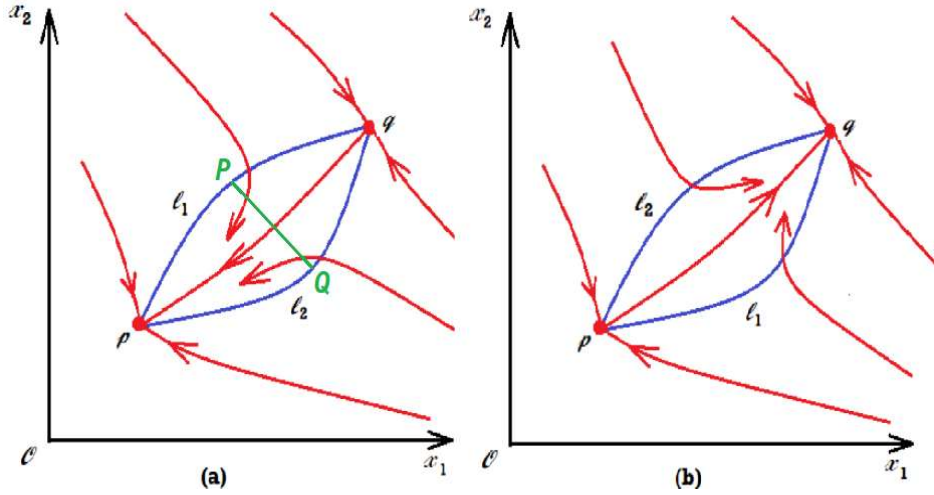 x₂
q
P
ℓ₁
Q
ℓ₂
p
𝒪
x₁
(a)
x₂
q
ℓ₂
ℓ₁
p
𝒪
x₁
(b)